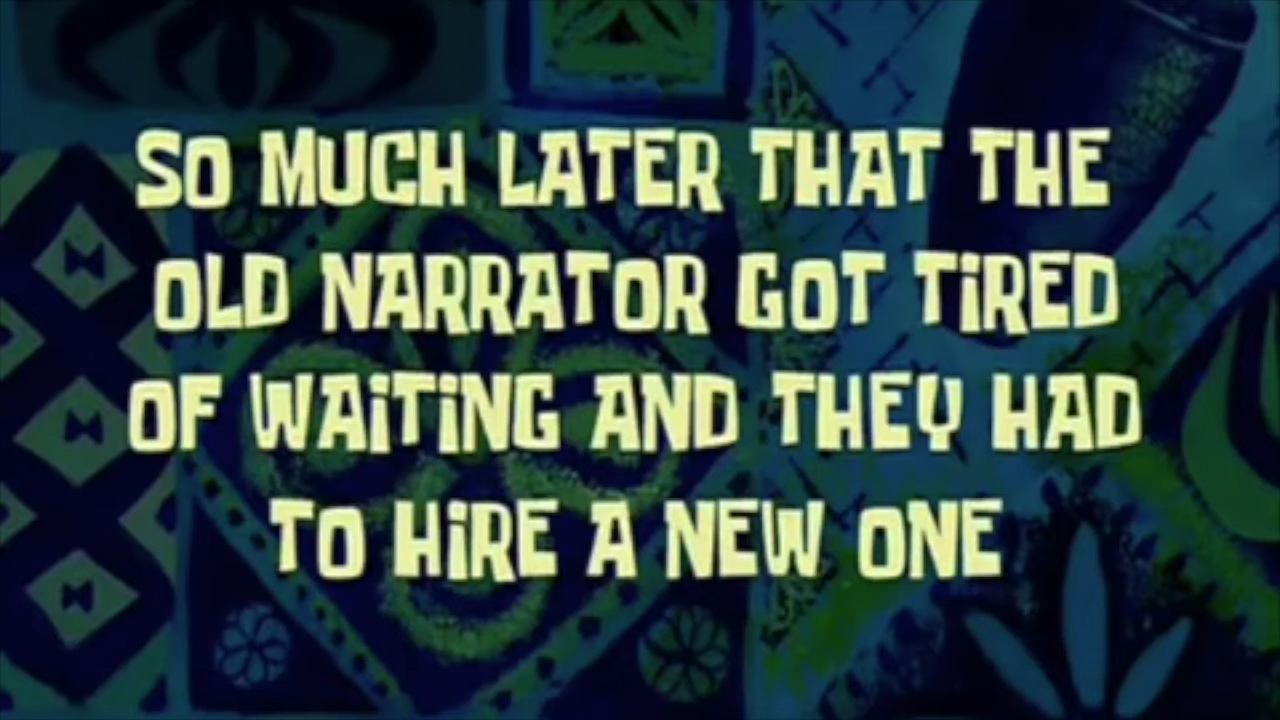 SO MUCH LATER THAT THE
OLD NARRATOR GOT TIRED
OF WAITING AND THEY HAD
TO HIRE A NEW ONE